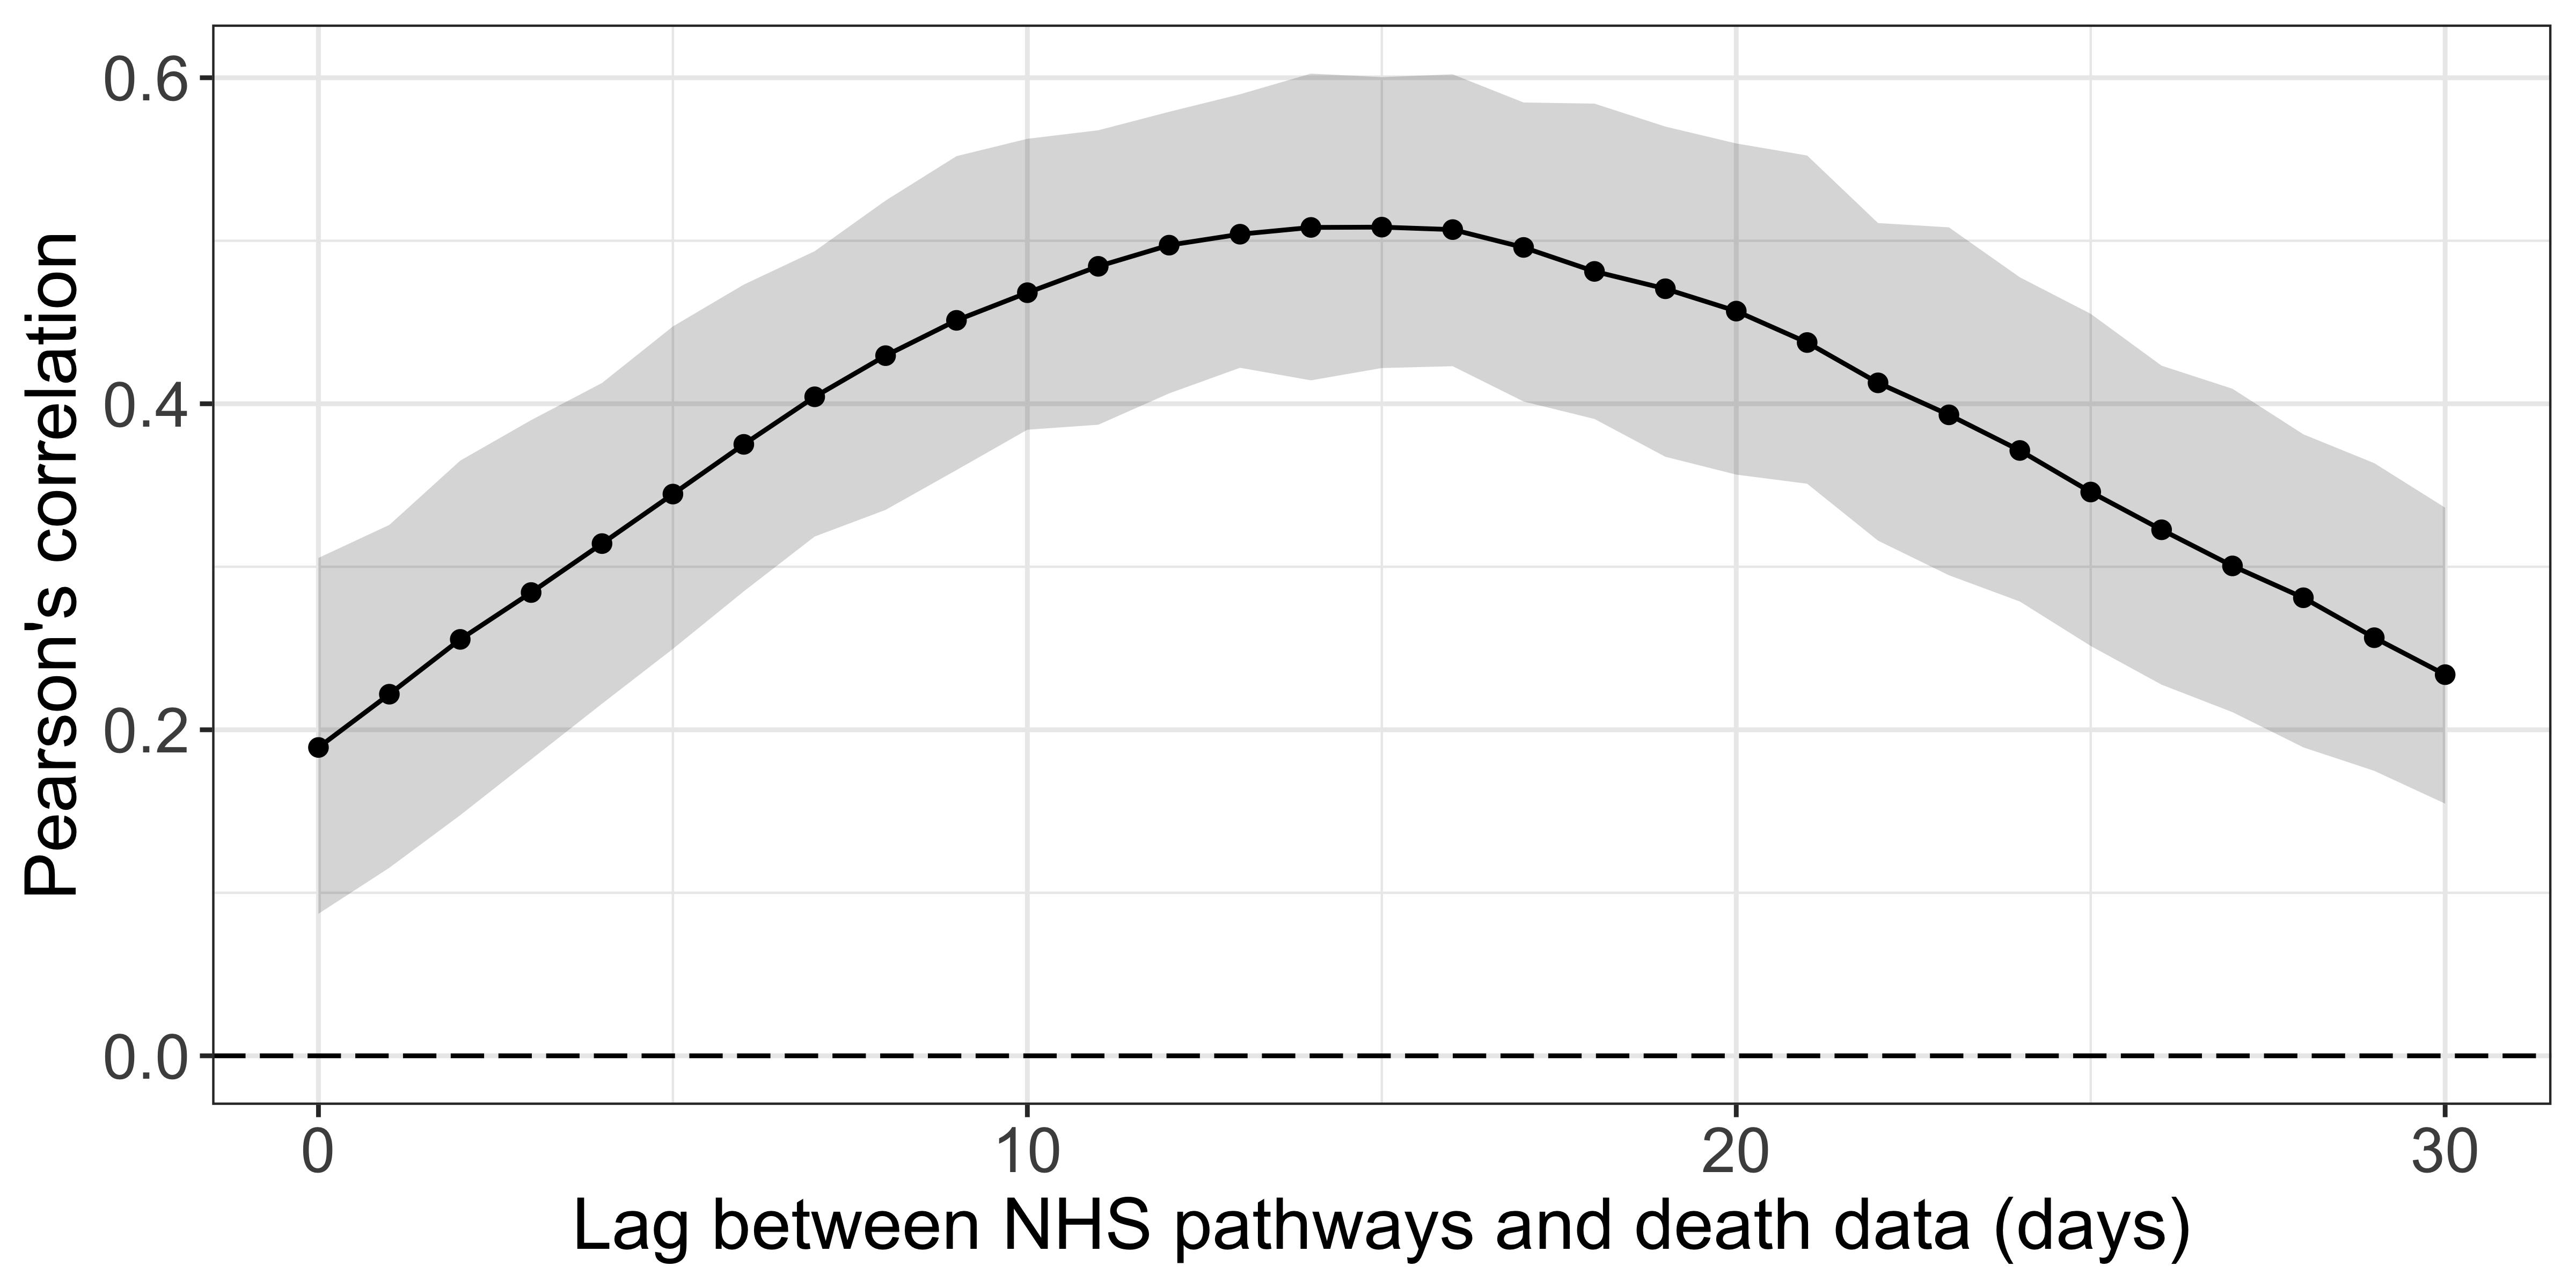 Pearson's correlation
0.6
0.4
0.2
0.0
0 10 20 30
Lag between NHS pathways and death data (days)